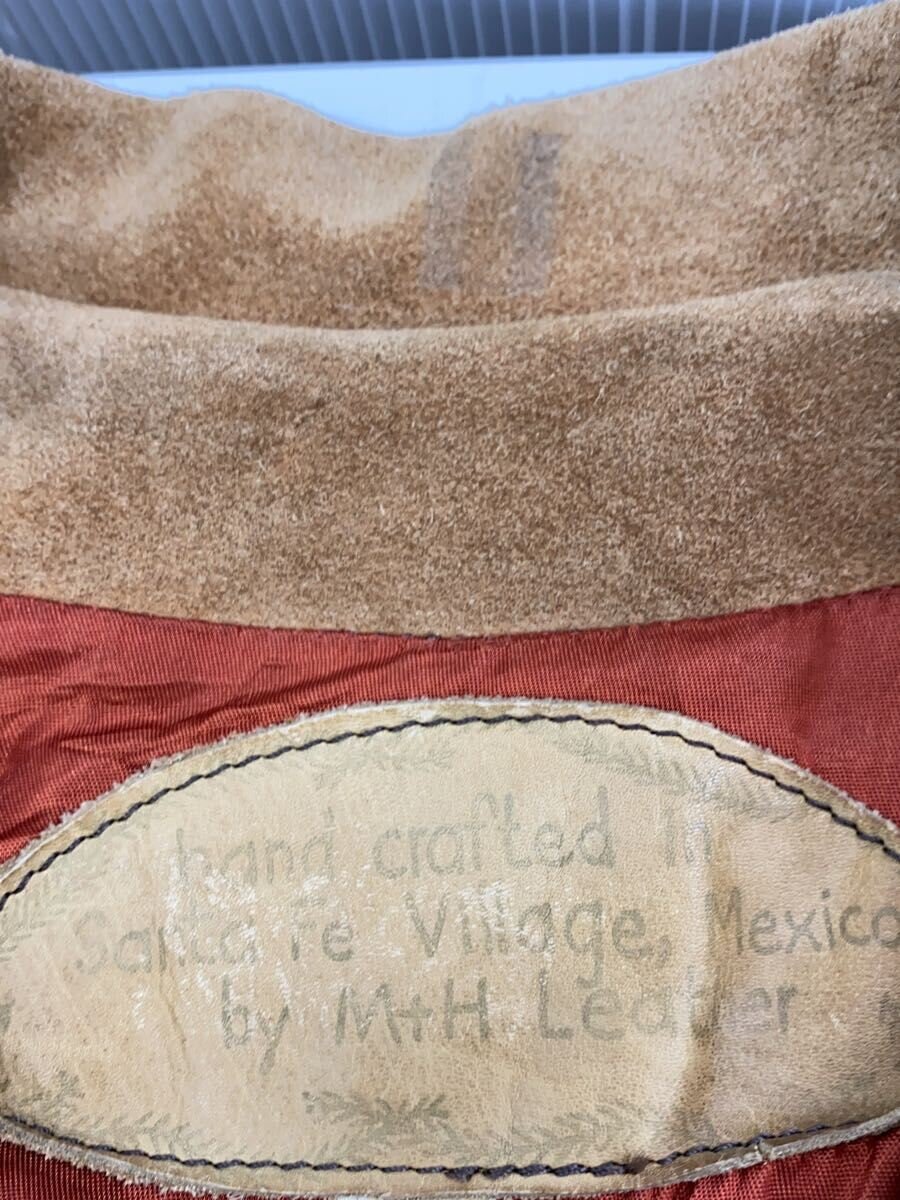 hand crafted in
Santa Fe Village, Mexico
by M+H Leather